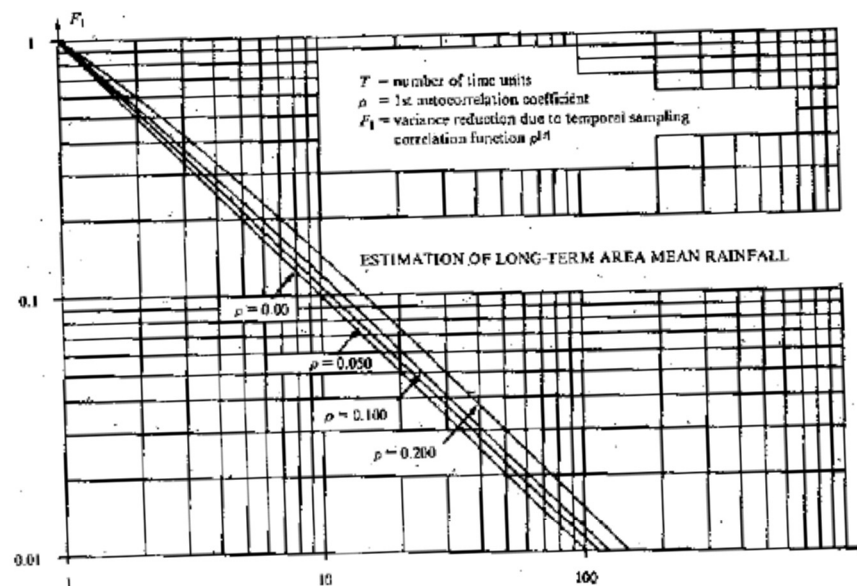 F₁
1
T = number of time units
ρ = 1st autocorrelation coefficient
F₁ = variance reduction due to temporal sampling
correlation function ρ|τ|
ESTIMATION OF LONG-TERM AREA MEAN RAINFALL
0.1
ρ = 0.00
ρ = 0.050
ρ = 0.100
ρ = 0.200
0.01
1
10
100